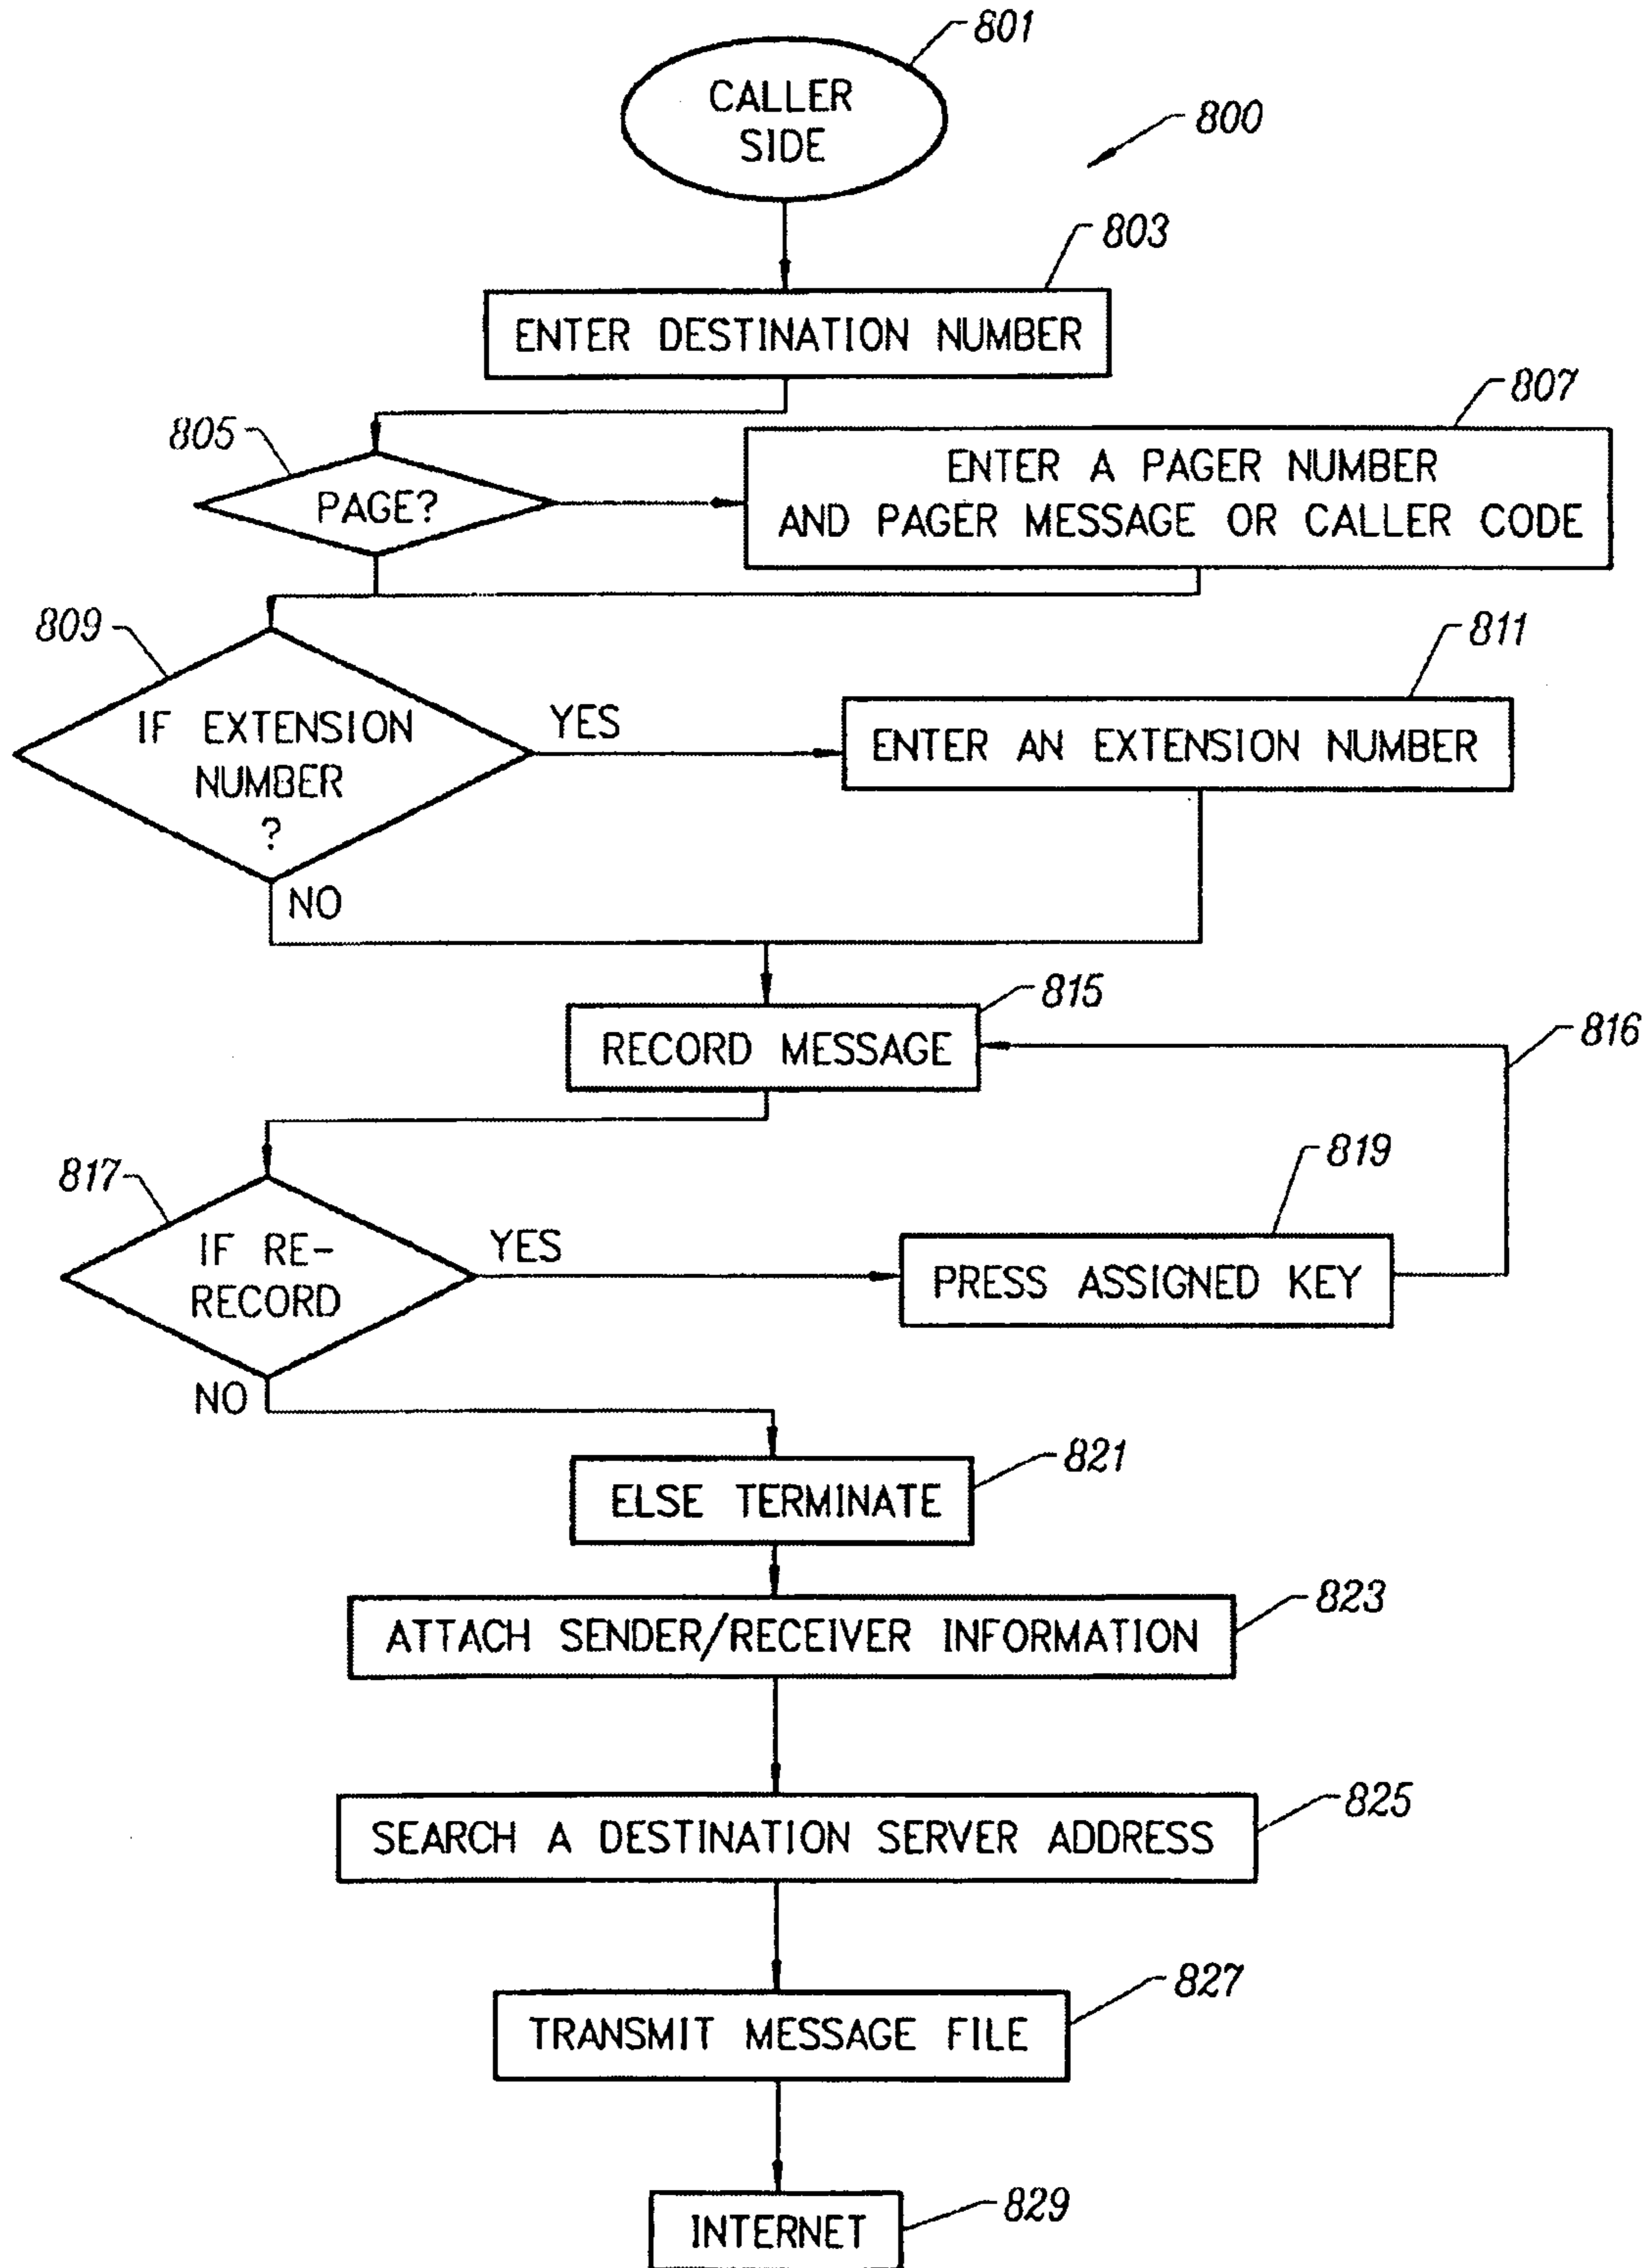 801
CALLER
SIDE
800
803
ENTER DESTINATION NUMBER
807
805
PAGE?
ENTER A PAGER NUMBER
AND PAGER MESSAGE OR CALLER CODE
809
811
IF EXTENSION
NUMBER
?
YES
ENTER AN EXTENSION NUMBER
NO
815
RECORD MESSAGE
816
817
819
IF RE-
RECORD
YES
PRESS ASSIGNED KEY
NO
821
ELSE TERMINATE
823
ATTACH SENDER/RECEIVER INFORMATION
825
SEARCH A DESTINATION SERVER ADDRESS
827
TRANSMIT MESSAGE FILE
829
INTERNET